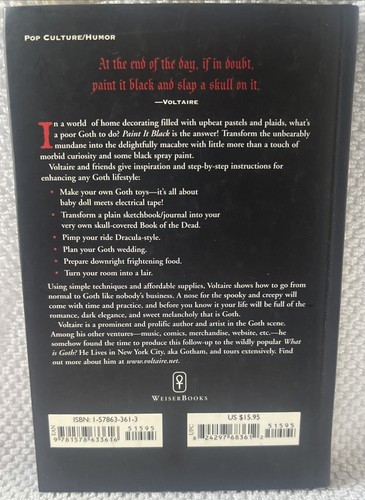 POP CULTURE/HUMOR
At the end of the day, if in doubt,
paint it black and slap a skull on it.
—VOLTAIRE
In a world of home decorating filled with upbeat pastels and plaids, what's
a poor Goth to do? Paint It Black is the answer! Transform the unbearably
mundane into the delightfully macabre with little more than a touch of
morbid curiosity and some black spray paint.
Voltaire and friends give inspiration and step-by-step instructions for
enhancing any Goth lifestyle:
• Make your own Goth toys—it's all about
baby doll meets electrical tape!
• Transform a plain sketchbook/journal into your
very own skull-covered Book of the Dead.
• Pimp your ride Dracula-style.
• Plan your Goth wedding.
• Prepare downright frightening food.
• Turn your room into a lair.
Using simple techniques and affordable supplies, Voltaire shows how to go from
normal to Goth like nobody's business. A nose for the spooky and creepy will
come with time and practice, and before you know it your life will be full of the
romance, dark elegance, and sweet melancholy that is Goth.
Voltaire is a prominent and prolific author and artist in the Goth scene.
Among his other ventures—music, comics, merchandise, website, etc.—he
somehow found the time to produce this follow-up to the wildly popular What
is Goth? He Lives in New York City, aka Gotham, and tours extensively. Find
out more about him at www.voltaire.net.
WEISERBOOKS
ISBN: 1-57863-361-3
51595
EAN
9 781578 633616
US $15.95
51595
UPC
8 24297 68361 2